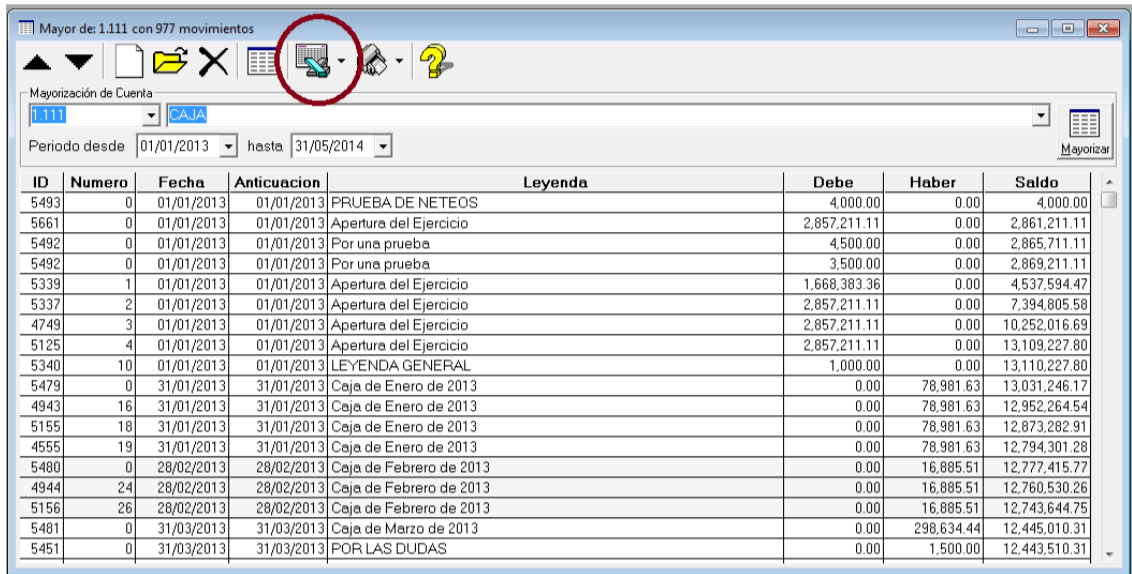 Mayor de: 1.111 con 977 movimientos
Mayorización de Cuenta
1.111 CAJA
Periodo desde 01/01/2013 hasta 31/05/2014 Mayorizar
ID Numero Fecha Anticuacion Leyenda Debe Haber Saldo
5493 0 01/01/2013 01/01/2013 PRUEBA DE NETEOS 4,000.00 0.00 4,000.00
5661 0 01/01/2013 01/01/2013 Apertura del Ejercicio 2,857,211.11 0.00 2,861,211.11
5492 0 01/01/2013 01/01/2013 Por una prueba 4,500.00 0.00 2,865,711.11
5492 0 01/01/2013 01/01/2013 Por una prueba 3,500.00 0.00 2,869,211.11
5339 1 01/01/2013 01/01/2013 Apertura del Ejercicio 1,668,383.36 0.00 4,537,594.47
5337 2 01/01/2013 01/01/2013 Apertura del Ejercicio 2,857,211.11 0.00 7,394,805.58
4749 3 01/01/2013 01/01/2013 Apertura del Ejercicio 2,857,211.11 0.00 10,252,016.69
5125 4 01/01/2013 01/01/2013 Apertura del Ejercicio 2,857,211.11 0.00 13,109,227.80
5340 10 01/01/2013 01/01/2013 LEYENDA GENERAL 1,000.00 0.00 13,110,227.80
5479 0 31/01/2013 31/01/2013 Caja de Enero de 2013 0.00 78,981.63 13,031,246.17
4943 16 31/01/2013 31/01/2013 Caja de Enero de 2013 0.00 78,981.63 12,952,264.54
5155 18 31/01/2013 31/01/2013 Caja de Enero de 2013 0.00 78,981.63 12,873,282.91
4555 19 31/01/2013 31/01/2013 Caja de Enero de 2013 0.00 78,981.63 12,794,301.28
5480 0 28/02/2013 28/02/2013 Caja de Febrero de 2013 0.00 16,885.51 12,777,415.77
4944 24 28/02/2013 28/02/2013 Caja de Febrero de 2013 0.00 16,885.51 12,760,530.26
5156 26 28/02/2013 28/02/2013 Caja de Febrero de 2013 0.00 16,885.51 12,743,644.75
5481 0 31/03/2013 31/03/2013 Caja de Marzo de 2013 0.00 298,634.44 12,445,010.31
5451 0 31/03/2013 31/03/2013 POR LAS DUDAS 0.00 1,500.00 12,443,510.31